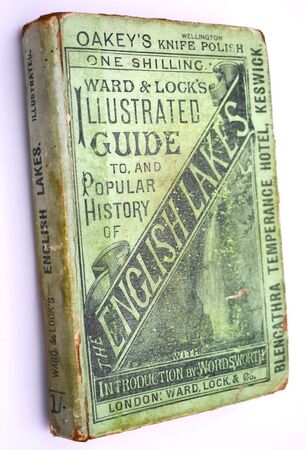 OAKEY'S WELLINGTON KNIFE POLISH
ONE SHILLING.
WARD & LOCK'S
ILLUSTRATED
GUIDE
TO, AND
POPULAR
HISTORY
OF
THE ENGLISH LAKES
WITH
INTRODUCTION BY WORDSWORTH
LONDON: WARD, LOCK, & Co.
BLENCATHRA TEMPERANCE HOTEL, KESWICK.
WARD & LOCK'S ENGLISH LAKES. ILLUSTRATED.
1/-